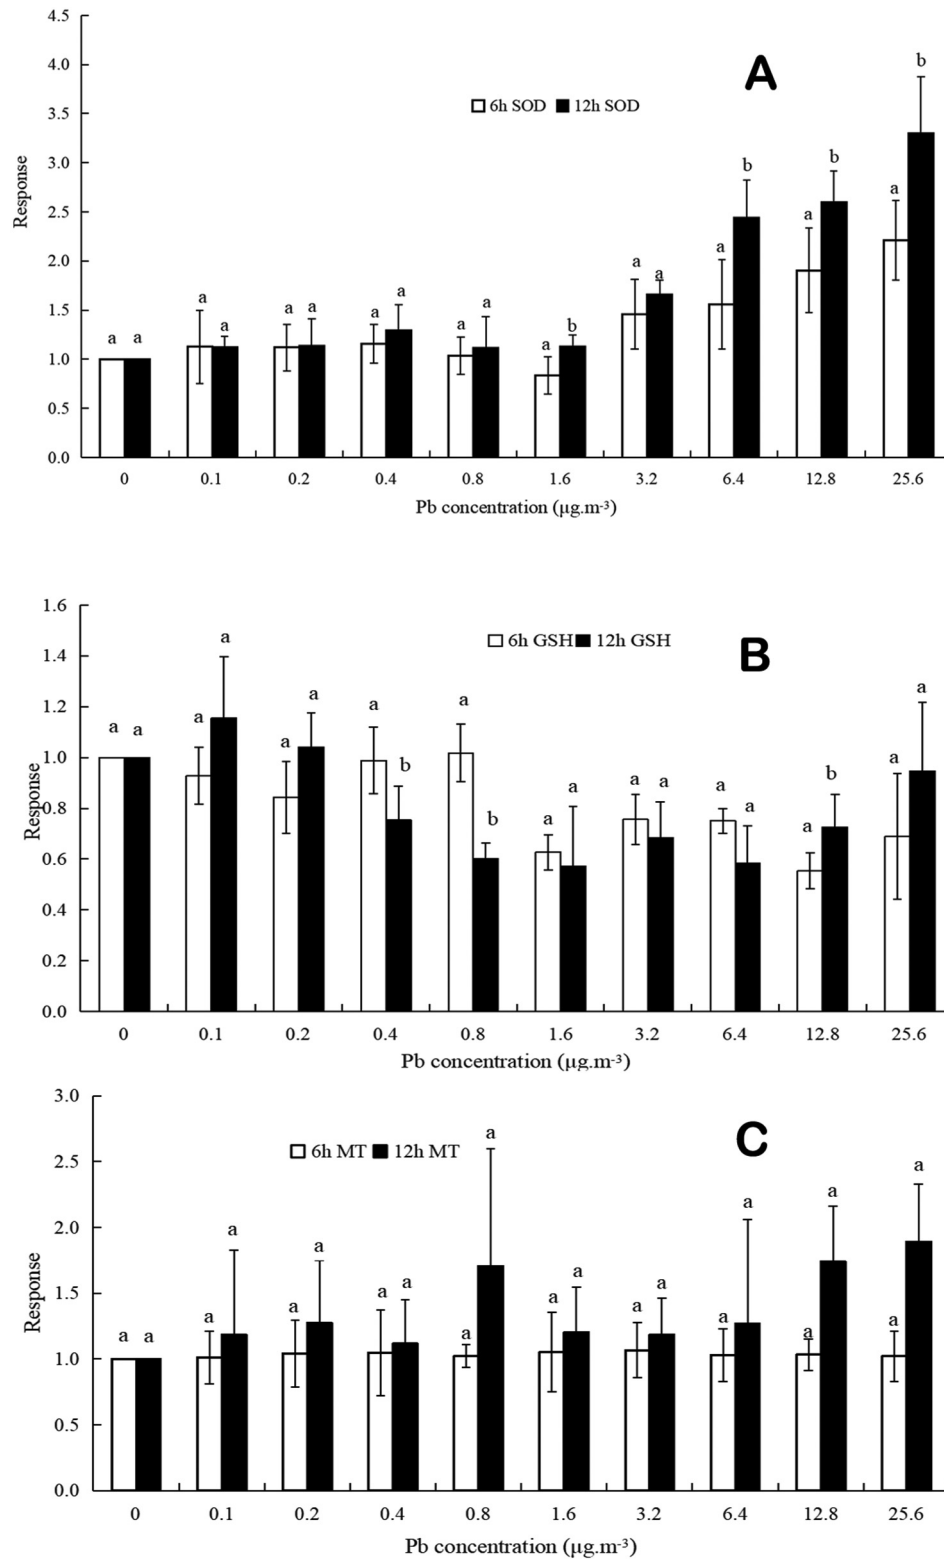 4.5
A
b
4.0
6h SOD 12h SOD
3.5
b
b
3.0
a
2.5
a
a
Response
2.0
a
a
a
a
a
a
1.5
a
b
a a
a
1.0
0.5
0.0
0 0.1 0.2 0.4 0.8 1.6 3.2 6.4 12.8 25.6
Pb concentration (µg.m-3)
1.6
a
6h GSH 12h GSH
B
1.4
a
a
a
a
1.2
a
a
a a
a
b
a
a
a
b
1.0
a
b
a
a
a
0.8
Response
0.6
0.4
0.2
0.0
0 0.1 0.2 0.4 0.8 1.6 3.2 6.4 12.8 25.6
Pb concentration (µg.m-3)
3.0
a
C
6h MT 12h MT
2.5
a
a
a
a
2.0
a
a
a
a
a
a
a
Response
1.5
a
a
a a
a
a
a
a
1.0
0.5
0.0
0 0.1 0.2 0.4 0.8 1.6 3.2 6.4 12.8 25.6
Pb concentration (µg.m-3)